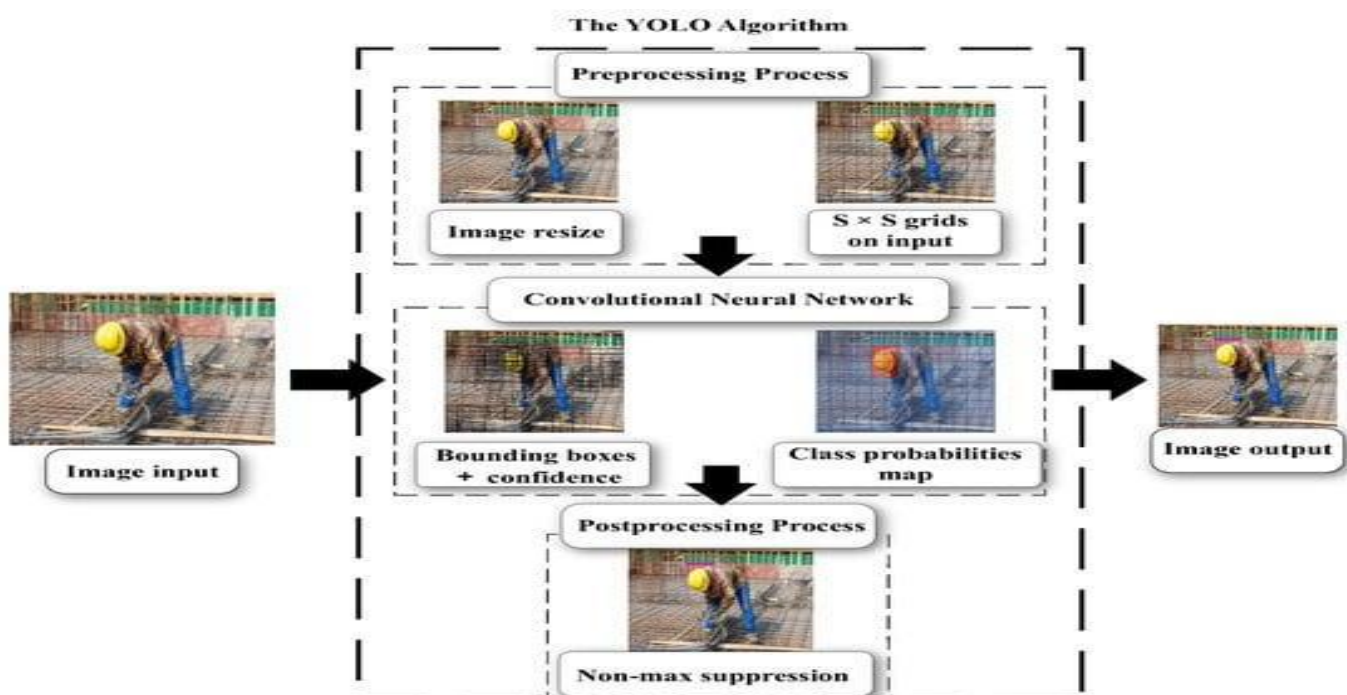 The YOLO Algorithm
Preprocessing Process
Image resize
S × S grids
on input
Convolutional Neural Network
Image input
Bounding boxes
+ confidence
Class probabilities
map
Image output
Postprocessing Process
Non-max suppression